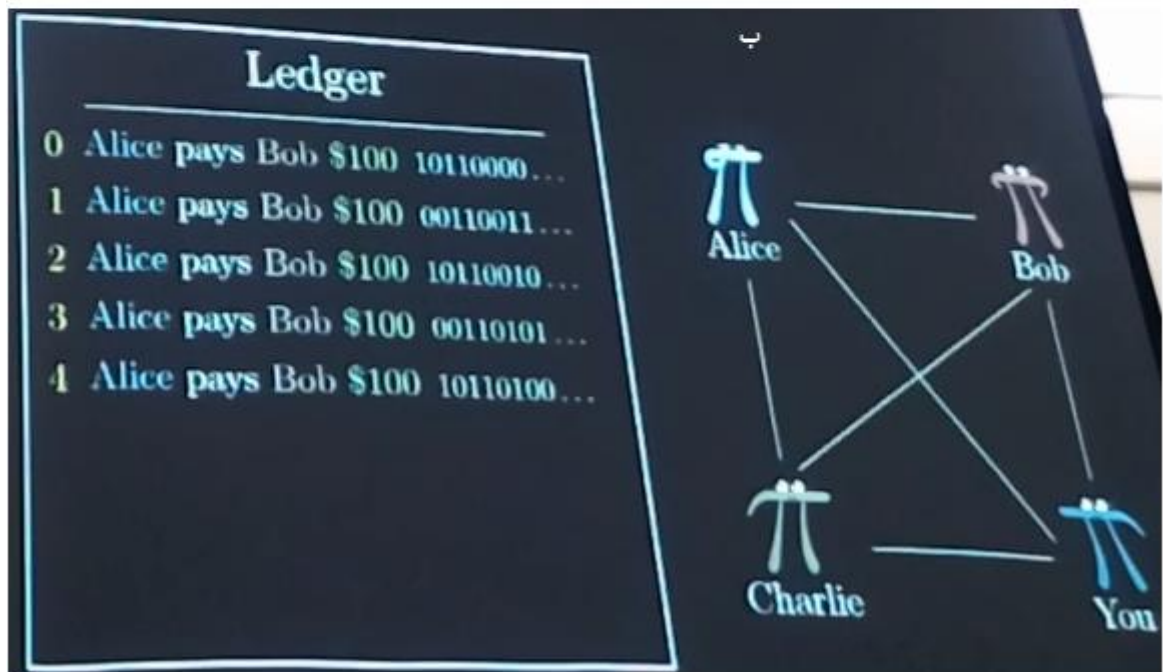 ب
Ledger
0 Alice pays Bob $100 10110000...
1 Alice pays Bob $100 00110011...
2 Alice pays Bob $100 10110010...
3 Alice pays Bob $100 00110101...
4 Alice pays Bob $100 10110100...
Alice
Bob
Charlie
You